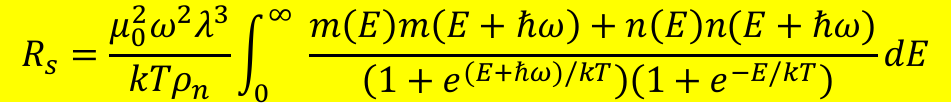 R_s = \frac{\mu_0^2 \omega^2 \lambda^3}{kT\rho_n} \int_0^\infty \frac{m(E)m(E + \hbar\omega) + n(E)n(E + \hbar\omega)}{(1 + e^{(E+\hbar\omega)/kT})(1 + e^{-E/kT})} dE